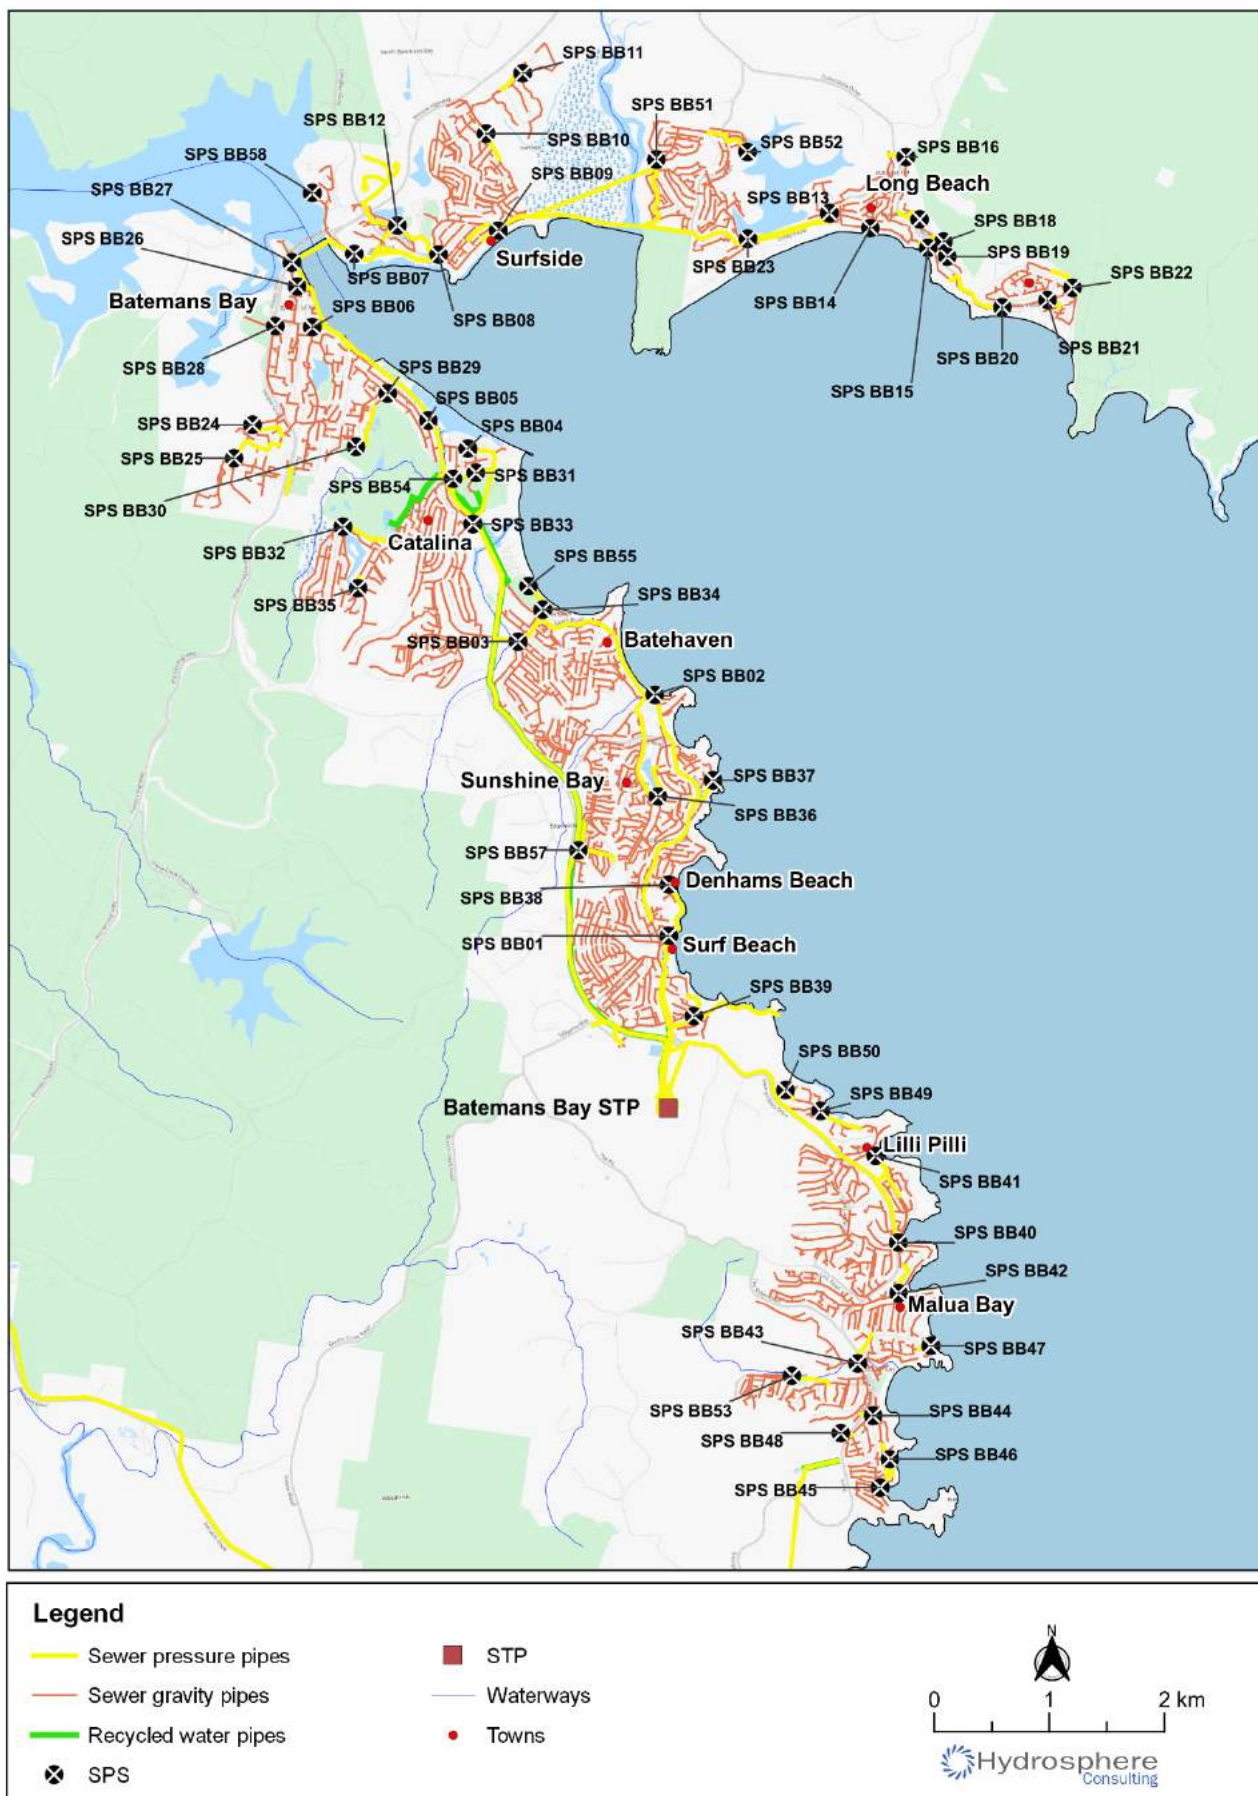 SPS BB11
SPS BB51
SPS BB12
SPS BB10
SPS BB52
SPS BB16
SPS BB58
SPS BB09
Long Beach
SPS BB27
SPS BB13
SPS BB18
SPS BB26
Surfside
SPS BB19
SPS BB07
SPS BB23
SPS BB22
Batemans Bay
SPS BB06
SPS BB14
SPS BB08
SPS BB28
SPS BB20
SPS BB21
SPS BB29
SPS BB15
SPS BB05
SPS BB24
SPS BB04
SPS BB25
SPS BB31
SPS BB54
SPS BB30
SPS BB33
Catalina
SPS BB32
SPS BB55
SPS BB34
SPS BB35
SPS BB03
Batehaven
SPS BB02
Sunshine Bay
SPS BB37
SPS BB36
SPS BB57
Denhams Beach
SPS BB38
SPS BB01
Surf Beach
SPS BB39
SPS BB50
Batemans Bay STP
SPS BB49
Lilli Pilli
SPS BB41
SPS BB40
SPS BB42
Malua Bay
SPS BB43
SPS BB47
SPS BB53
SPS BB44
SPS BB48
SPS BB46
SPS BB45
Legend
Sewer pressure pipes
Sewer gravity pipes
Recycled water pipes
SPS
STP
Waterways
Towns
N
0 1 2 km
Hydrosphere
Consulting